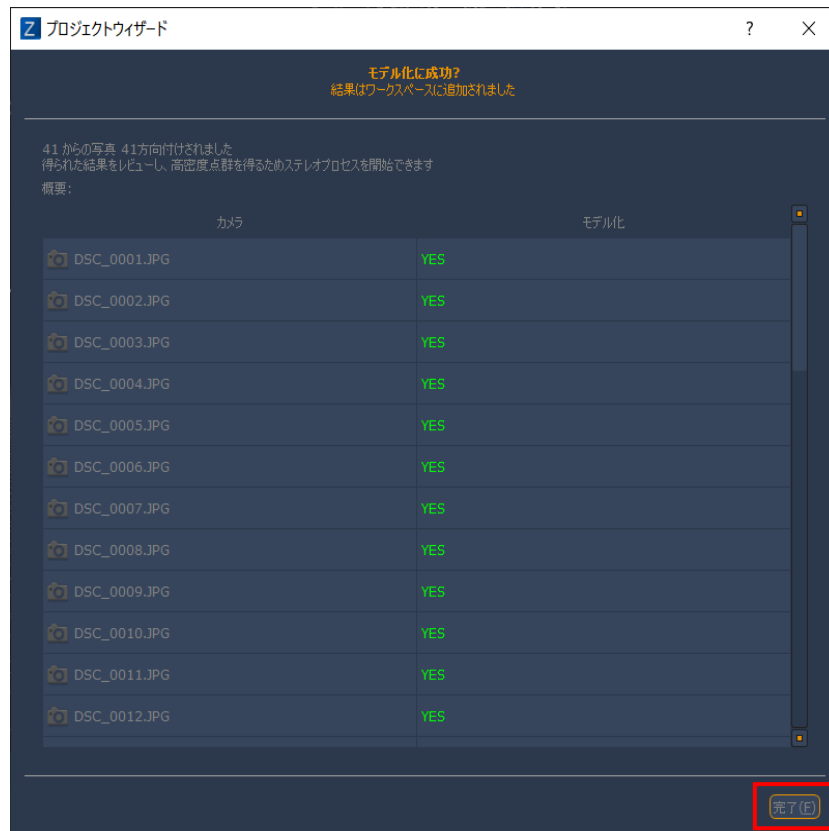 Z プロジェクトウィザード ? ×
モデル化に成功?
結果はワークスペースに追加されました
41 からの写真 41方向付けされました
得られた結果をレビューし、高密度点群を得るためステレオプロセスを開始できます
概要:
カメラ モデル化
DSC_0001.JPG YES
DSC_0002.JPG YES
DSC_0003.JPG YES
DSC_0004.JPG YES
DSC_0005.JPG YES
DSC_0006.JPG YES
DSC_0007.JPG YES
DSC_0008.JPG YES
DSC_0009.JPG YES
DSC_0010.JPG YES
DSC_0011.JPG YES
DSC_0012.JPG YES
完了(F)